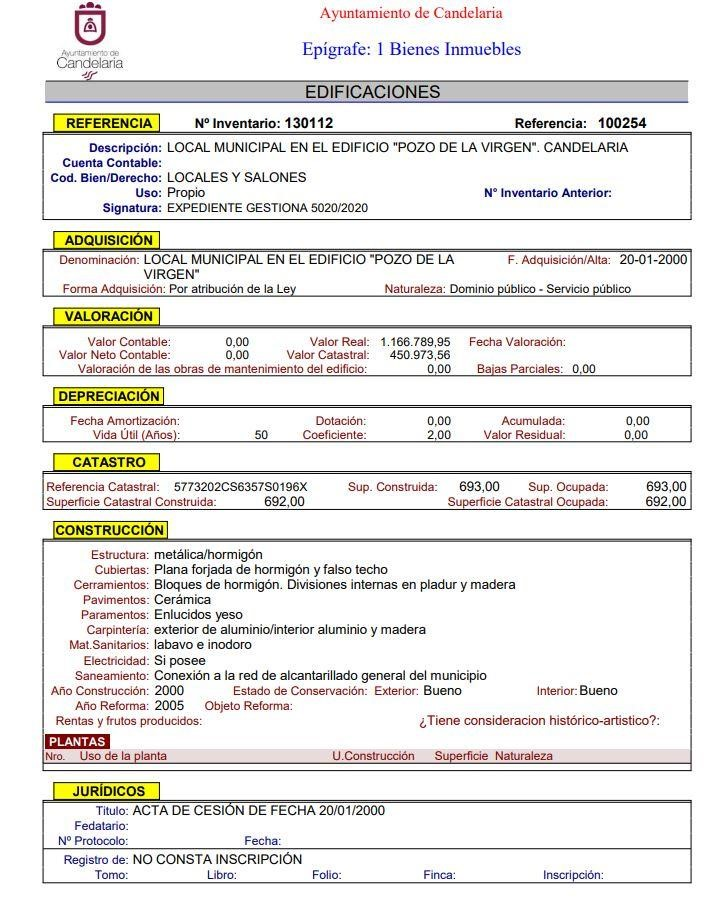 Ayuntamiento de Candelaria
Ayuntamiento de
Candelaria
Epígrafe: 1 Bienes Inmuebles
EDIFICACIONES
REFERENCIA Nº Inventario: 130112 Referencia: 100254
Descripción: LOCAL MUNICIPAL EN EL EDIFICIO "POZO DE LA VIRGEN". CANDELARIA
Cuenta Contable:
Cod. Bien/Derecho: LOCALES Y SALONES
Uso: Propio N° Inventario Anterior:
Signatura: EXPEDIENTE GESTIONA 5020/2020
ADQUISICIÓN
Denominación: LOCAL MUNICIPAL EN EL EDIFICIO "POZO DE LA F. Adquisición/Alta: 20-01-2000
VIRGEN"
Forma Adquisición: Por atribución de la Ley Naturaleza: Dominio público - Servicio público
VALORACIÓN
Valor Contable: 0,00 Valor Real: 1.166.789,95 Fecha Valoración:
Valor Neto Contable: 0,00 Valor Catastral: 450.973,56
Valoración de las obras de mantenimiento del edificio: 0,00 Bajas Parciales: 0,00
DEPRECIACIÓN
Fecha Amortización: Dotación: 0,00 Acumulada: 0,00
Vida Útil (Años): 50 Coeficiente: 2,00 Valor Residual: 0,00
CATASTRO
Referencia Catastral: 5773202CS6357S0196X Sup. Construida: 693,00 Sup. Ocupada: 693,00
Superficie Catastral Construida: 692,00 Superficie Catastral Ocupada: 692,00
CONSTRUCCIÓN
Estructura: metálica/hormigón
Cubiertas: Plana forjada de hormigón y falso techo
Cerramientos: Bloques de hormigón. Divisiones internas en pladur y madera
Pavimentos: Cerámica
Paramentos: Enlucidos yeso
Carpintería: exterior de aluminio/interior aluminio y madera
Mat.Sanitarios: labavo e inodoro
Electricidad: Si posee
Saneamiento: Conexión a la red de alcantarillado general del municipio
Año Construcción: 2000 Estado de Conservación: Exterior: Bueno Interior: Bueno
Año Reforma: 2005 Objeto Reforma:
Rentas y frutos producidos: ¿Tiene consideracion histórico-artistico?:
PLANTAS
Nro. Uso de la planta U.Construcción Superficie Naturaleza
JURÍDICOS
Titulo: ACTA DE CESIÓN DE FECHA 20/01/2000
Fedatario:
Nº Protocolo: Fecha:
Registro de: NO CONSTA INSCRIPCIÓN
Tomo: Libro: Folio: Finca: Inscripción: